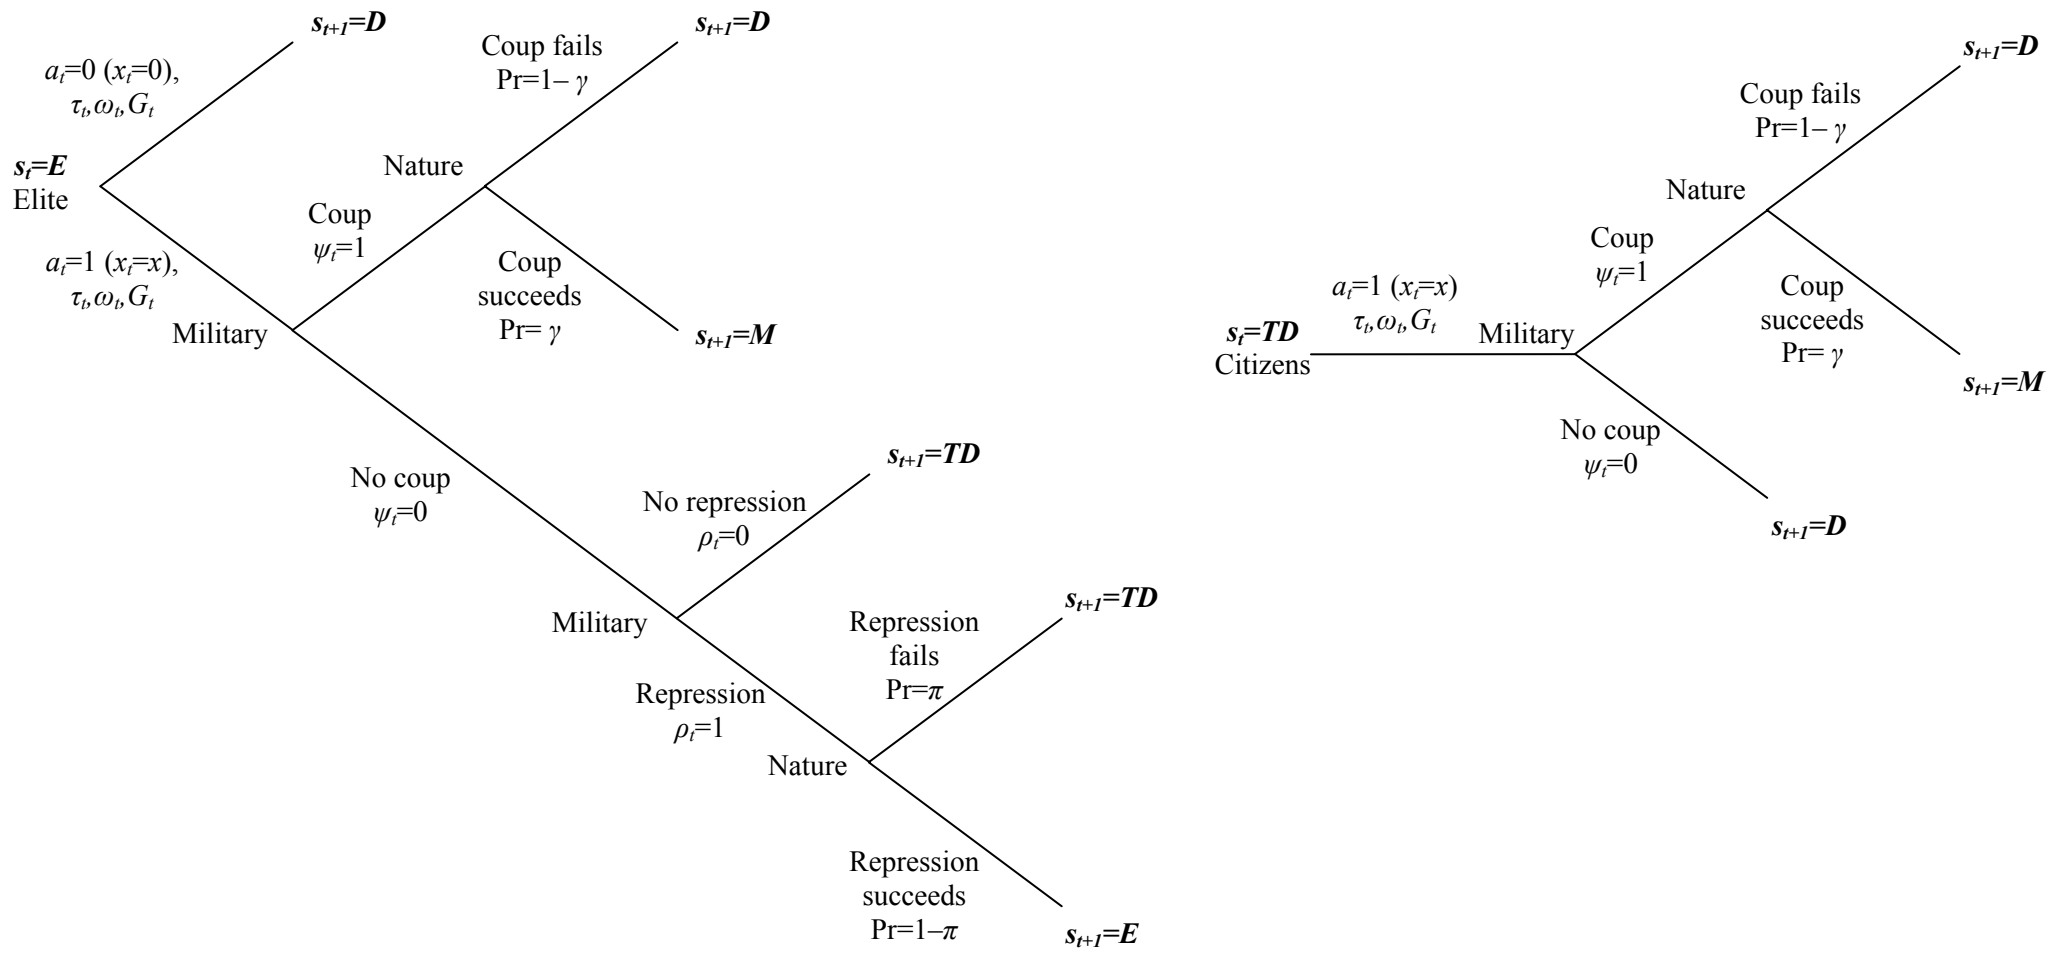 s_{t+1}=D
a_t=0 (x_t=0),
τ_t,ω_t,G_t
s_t=E
Elite
a_t=1 (x_t=x),
τ_t,ω_t,G_t
Military
Coup
ψ_t=1
Nature
Coup fails
Pr=1– γ
s_{t+1}=D
Coup
succeeds
Pr= γ
s_{t+1}=M
No coup
ψ_t=0
Military
No repression
ρ_t=0
s_{t+1}=TD
Repression
ρ_t=1
Nature
Repression
fails
Pr=π
s_{t+1}=TD
Repression
succeeds
Pr=1–π
s_{t+1}=E
s_t=TD
Citizens
a_t=1 (x_t=x)
τ_t,ω_t,G_t
Military
Coup
ψ_t=1
Nature
Coup fails
Pr=1– γ
s_{t+1}=D
Coup
succeeds
Pr= γ
s_{t+1}=M
No coup
ψ_t=0
s_{t+1}=D